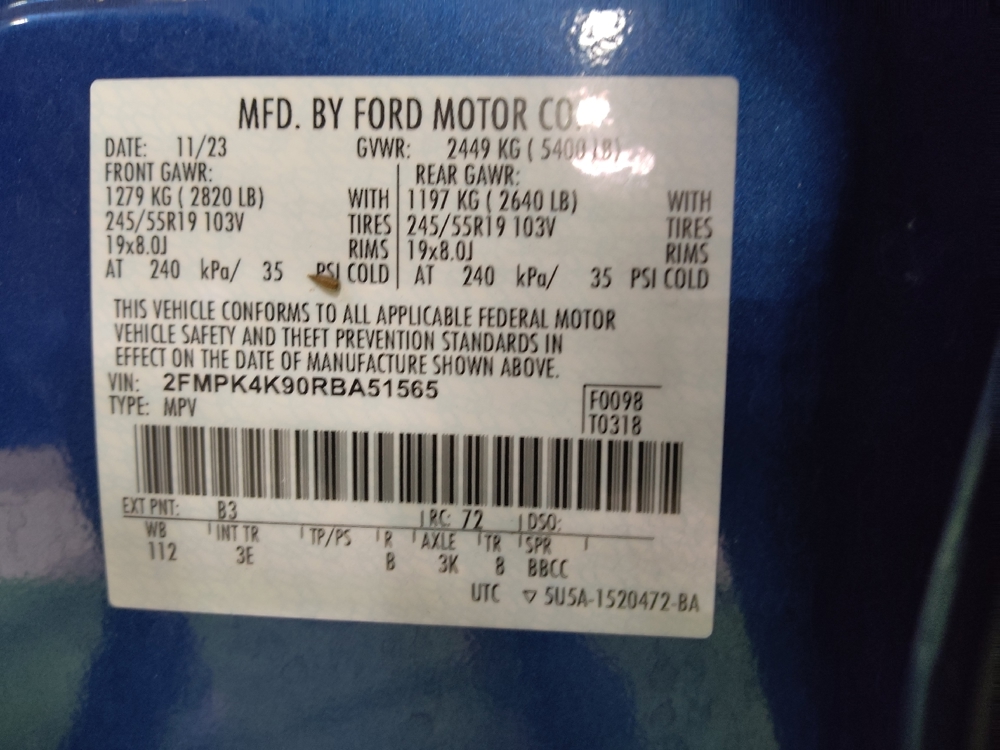 MFD. BY FORD MOTOR CO.
DATE: 11/23 GVWR: 2449 KG ( 5400 LB)
FRONT GAWR: REAR GAWR:
1279 KG ( 2820 LB) WITH 1197 KG ( 2640 LB) WITH
245/55R19 103V TIRES 245/55R19 103V TIRES
19x8.0J RIMS 19x8.0J RIMS
AT 240 kPa/ 35 PSI COLD AT 240 kPa/ 35 PSI COLD
THIS VEHICLE CONFORMS TO ALL APPLICABLE FEDERAL MOTOR
VEHICLE SAFETY AND THEFT PREVENTION STANDARDS IN
EFFECT ON THE DATE OF MANUFACTURE SHOWN ABOVE.
VIN: 2FMPK4K90RBA51565
TYPE: MPV
F0098
T0318
EXT PNT: B3 RC: 72 DSO:
WB INT TR TP/PS R AXLE TR SPR
112 3E B 3K 8 BBCC
UTC ▽ 5U5A-1520472-BA